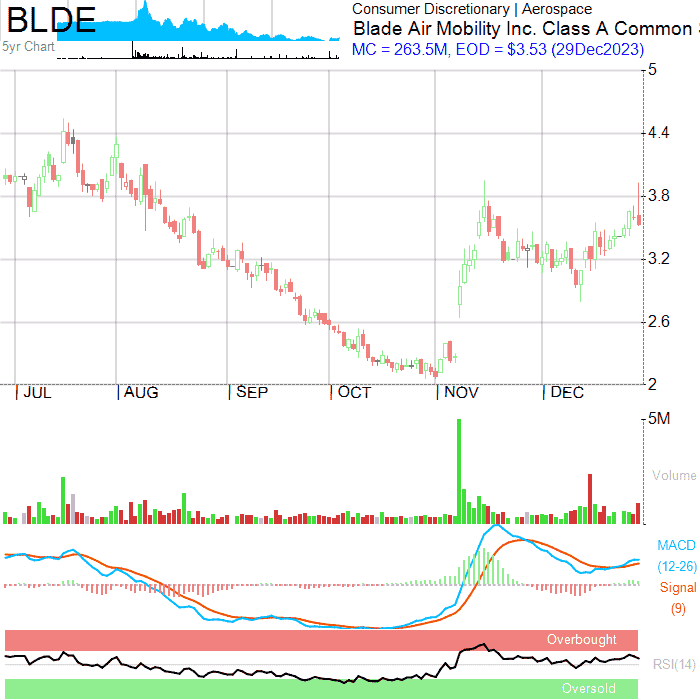 BLDE
5yr Chart
Consumer Discretionary | Aerospace
Blade Air Mobility Inc. Class A Common
MC = 263.5M, EOD = $3.53 (29Dec2023)
5
4.4
3.8
3.2
2.6
2
JUL AUG SEP OCT NOV DEC
5M
Volume
MACD
(12-26)
Signal
(9)
Overbought
RSI(14)
Oversold